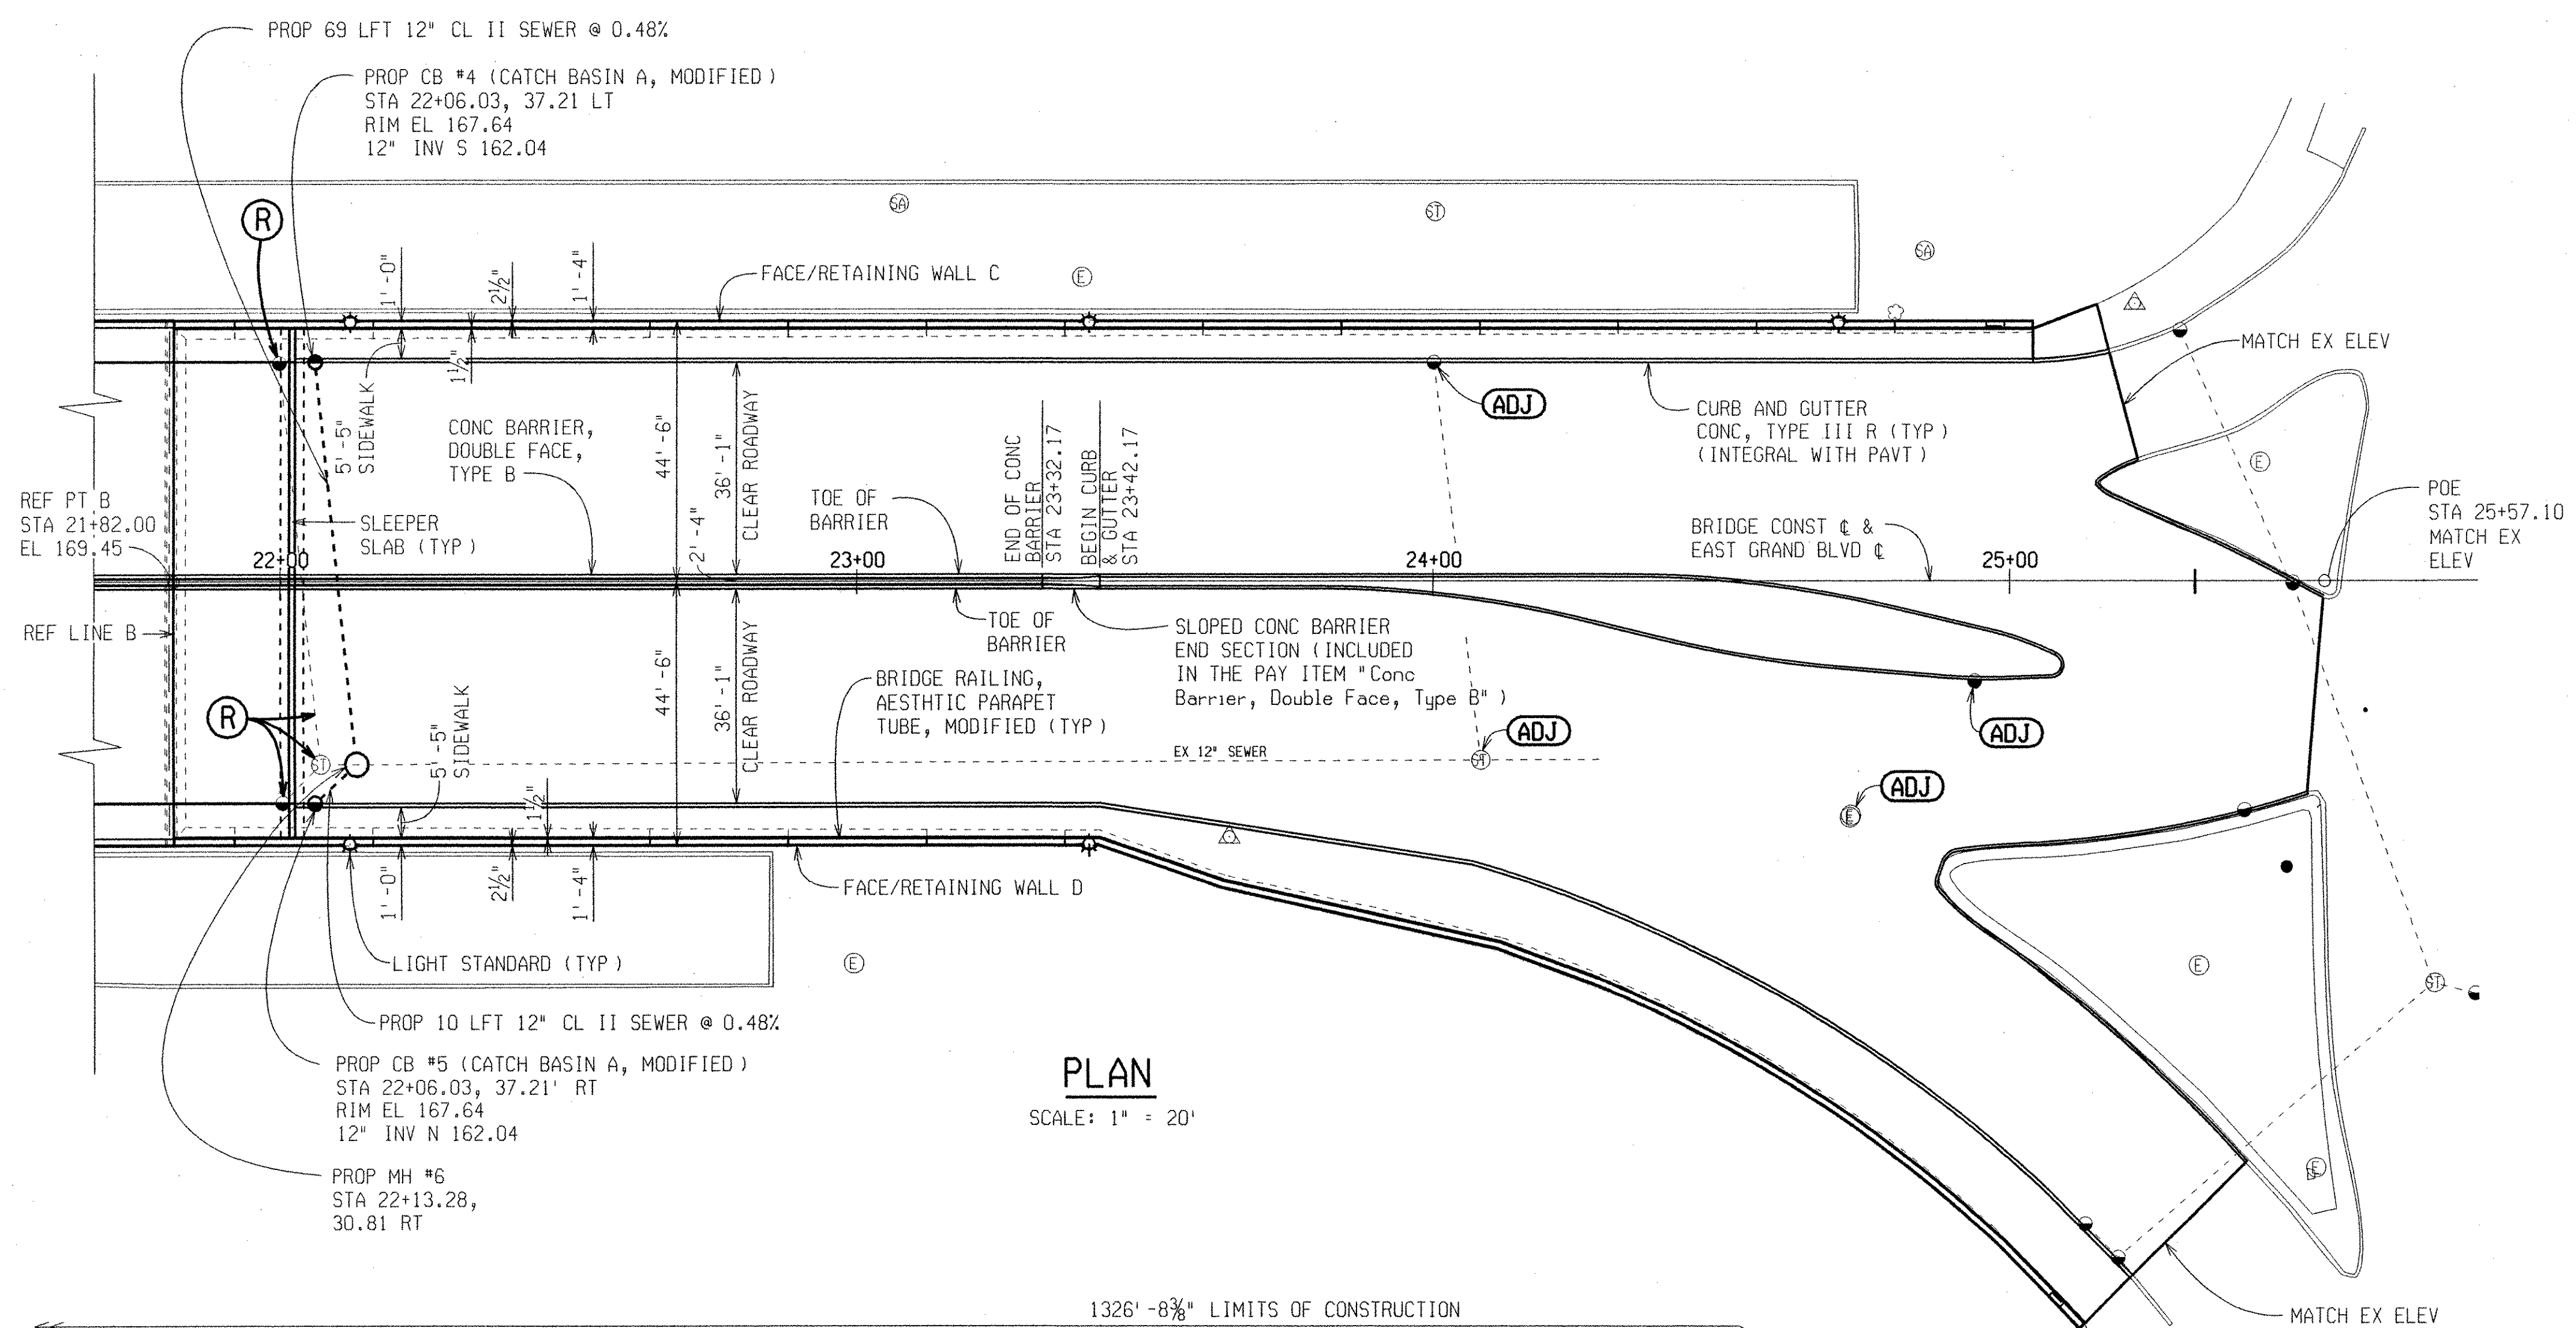 PROP 69 LFT 12" CL II SEWER @ 0.48%
PROP CB #4 (CATCH BASIN A, MODIFIED)
STA 22+06.03, 37.21 LT
RIM EL 167.64
12" INV S 162.04
SA
ST
R
SA
1'-0"
2½"
1'-4"
FACE/RETAINING WALL C
E
MATCH EX ELEV
1½"
ADJ
CURB AND GUTTER
CONC, TYPE III R (TYP)
(INTEGRAL WITH PAVT)
5'-5"
SIDEWALK
CONC BARRIER,
DOUBLE FACE,
TYPE B
44'-6"
36'-1"
CLEAR ROADWAY
END OF CONC
BARRIER
STA 23+32.17
BEGIN CURB
& GUTTER
STA 23+42.17
E
REF PT B
STA 21+82.00
EL 169.45
SLEEPER
SLAB (TYP)
TOE OF
BARRIER
2'-4"
BRIDGE CONST ℄ &
EAST GRAND BLVD ℄
POE
STA 25+57.10
MATCH EX
ELEV
22+00
23+00
24+00
25+00
REF LINE B
TOE OF
BARRIER
SLOPED CONC BARRIER
END SECTION (INCLUDED
IN THE PAY ITEM "Conc
Barrier, Double Face, Type B" )
44'-6"
36'-1"
CLEAR ROADWAY
5'-5"
SIDEWALK
BRIDGE RAILING,
AESTHTIC PARAPET
TUBE, MODIFIED (TYP)
R
ST
EX 12" SEWER
ADJ
ST
ADJ
ADJ
E
1½"
1'-0"
2½"
1'-4"
FACE/RETAINING WALL D
LIGHT STANDARD (TYP)
E
E
ST
PROP 10 LFT 12" CL II SEWER @ 0.48%
PROP CB #5 (CATCH BASIN A, MODIFIED)
STA 22+06.03, 37.21' RT
RIM EL 167.64
12" INV N 162.04
PLAN
SCALE: 1" = 20'
PROP MH #6
STA 22+13.28,
30.81 RT
E
1326'-8⅜" LIMITS OF CONSTRUCTION
MATCH EX ELEV